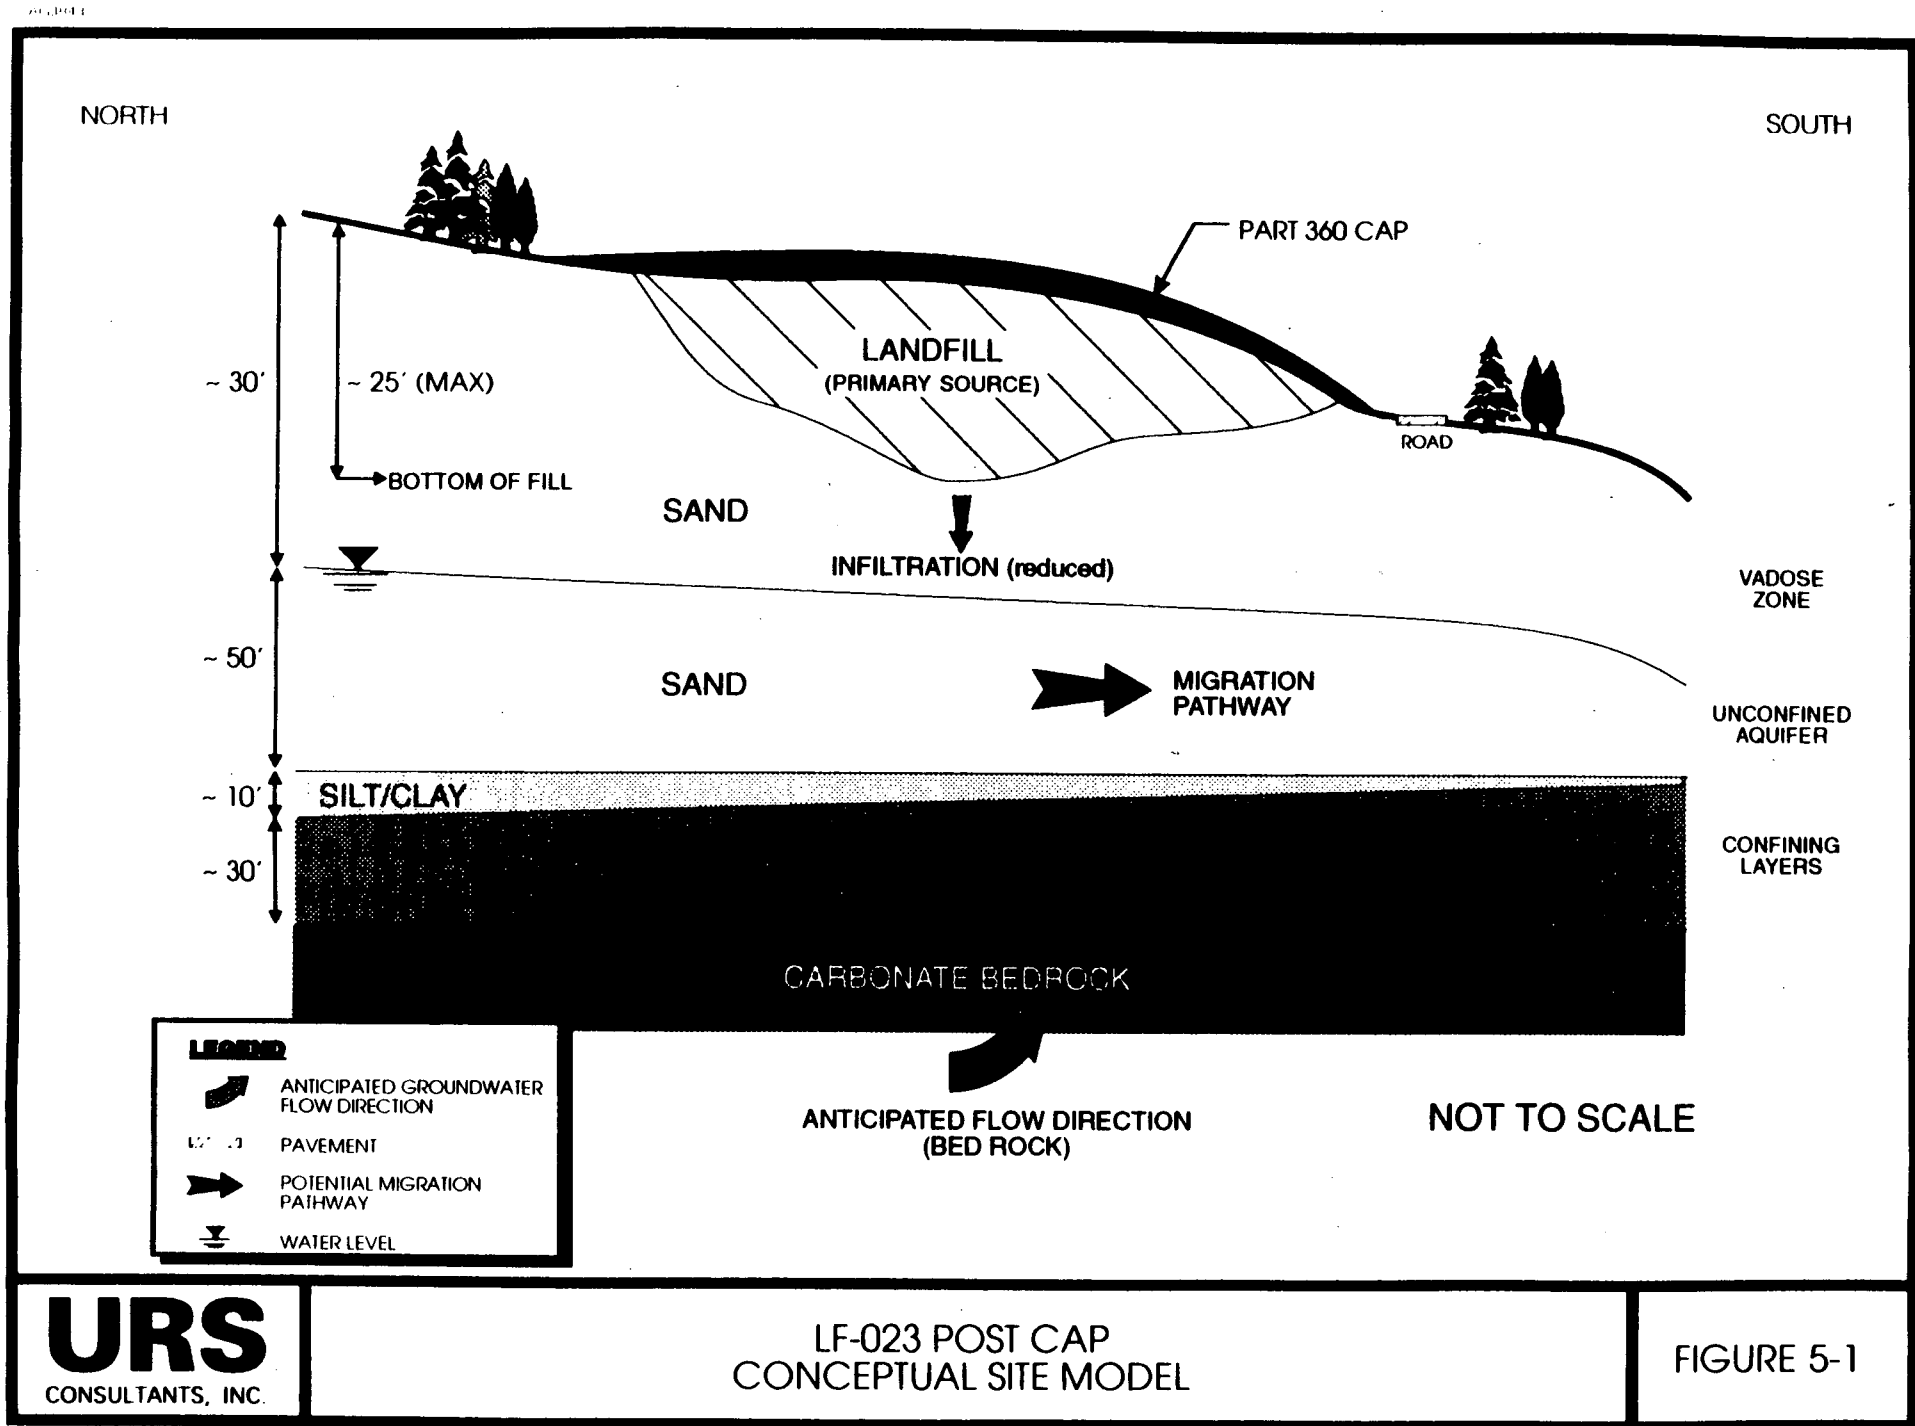 NORTH
SOUTH
PART 360 CAP
LANDFILL
(PRIMARY SOURCE)
~ 30'
~ 25' (MAX)
ROAD
BOTTOM OF FILL
SAND
INFILTRATION (reduced)
VADOSE
ZONE
~ 50'
SAND
MIGRATION
PATHWAY
UNCONFINED
AQUIFER
~ 10'
SILT/CLAY
~ 30'
CONFINING
LAYERS
CARBONATE BEDROCK
LEGEND
ANTICIPATED GROUNDWATER
FLOW DIRECTION
PAVEMENT
POTENTIAL MIGRATION
PATHWAY
WATER LEVEL
ANTICIPATED FLOW DIRECTION
(BED ROCK)
NOT TO SCALE
URS
CONSULTANTS, INC.
LF-023 POST CAP
CONCEPTUAL SITE MODEL
FIGURE 5-1